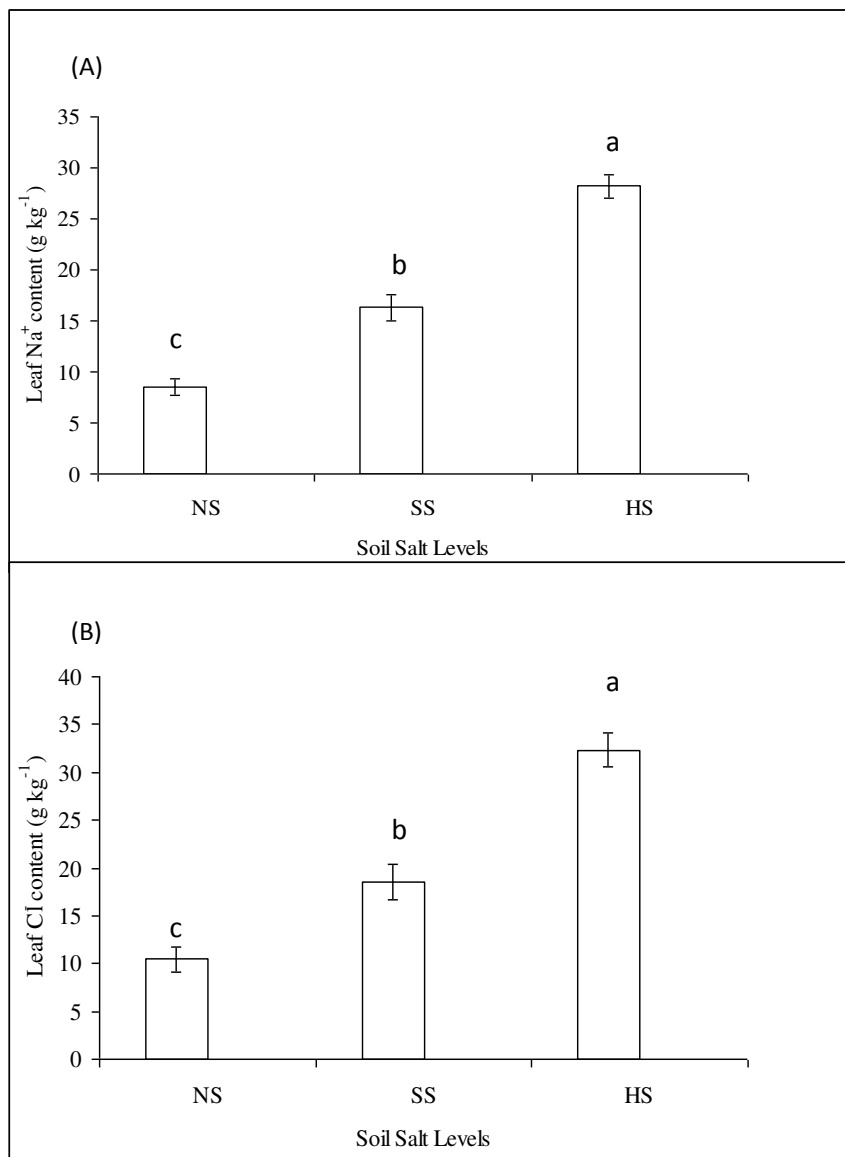 (A)
Leaf Na⁺ content (g kg⁻¹)
35
30
25
20
15
10
5
0
c
b
a
NS SS HS
Soil Salt Levels
(B)
Leaf Cl⁻ content (g kg⁻¹)
40
35
30
25
20
15
10
5
0
c
b
a
NS SS HS
Soil Salt Levels